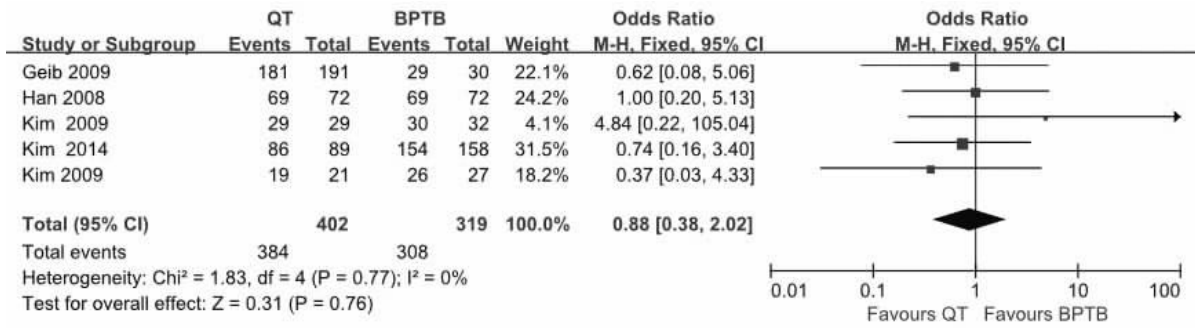 QT BPTB Odds Ratio Odds Ratio
Study or Subgroup Events Total Events Total Weight M-H, Fixed, 95% CI M-H, Fixed, 95% CI
Geib 2009 181 191 29 30 22.1% 0.62 [0.08, 5.06]
Han 2008 69 72 69 72 24.2% 1.00 [0.20, 5.13]
Kim 2009 29 29 30 32 4.1% 4.84 [0.22, 105.04]
Kim 2014 86 89 154 158 31.5% 0.74 [0.16, 3.40]
Kim 2009 19 21 26 27 18.2% 0.37 [0.03, 4.33]
Total (95% CI) 402 319 100.0% 0.88 [0.38, 2.02]
Total events 384 308
Heterogeneity: Chi² = 1.83, df = 4 (P = 0.77); I² = 0%
Test for overall effect: Z = 0.31 (P = 0.76)
0.01 0.1 1 10 100
Favours QT Favours BPTB